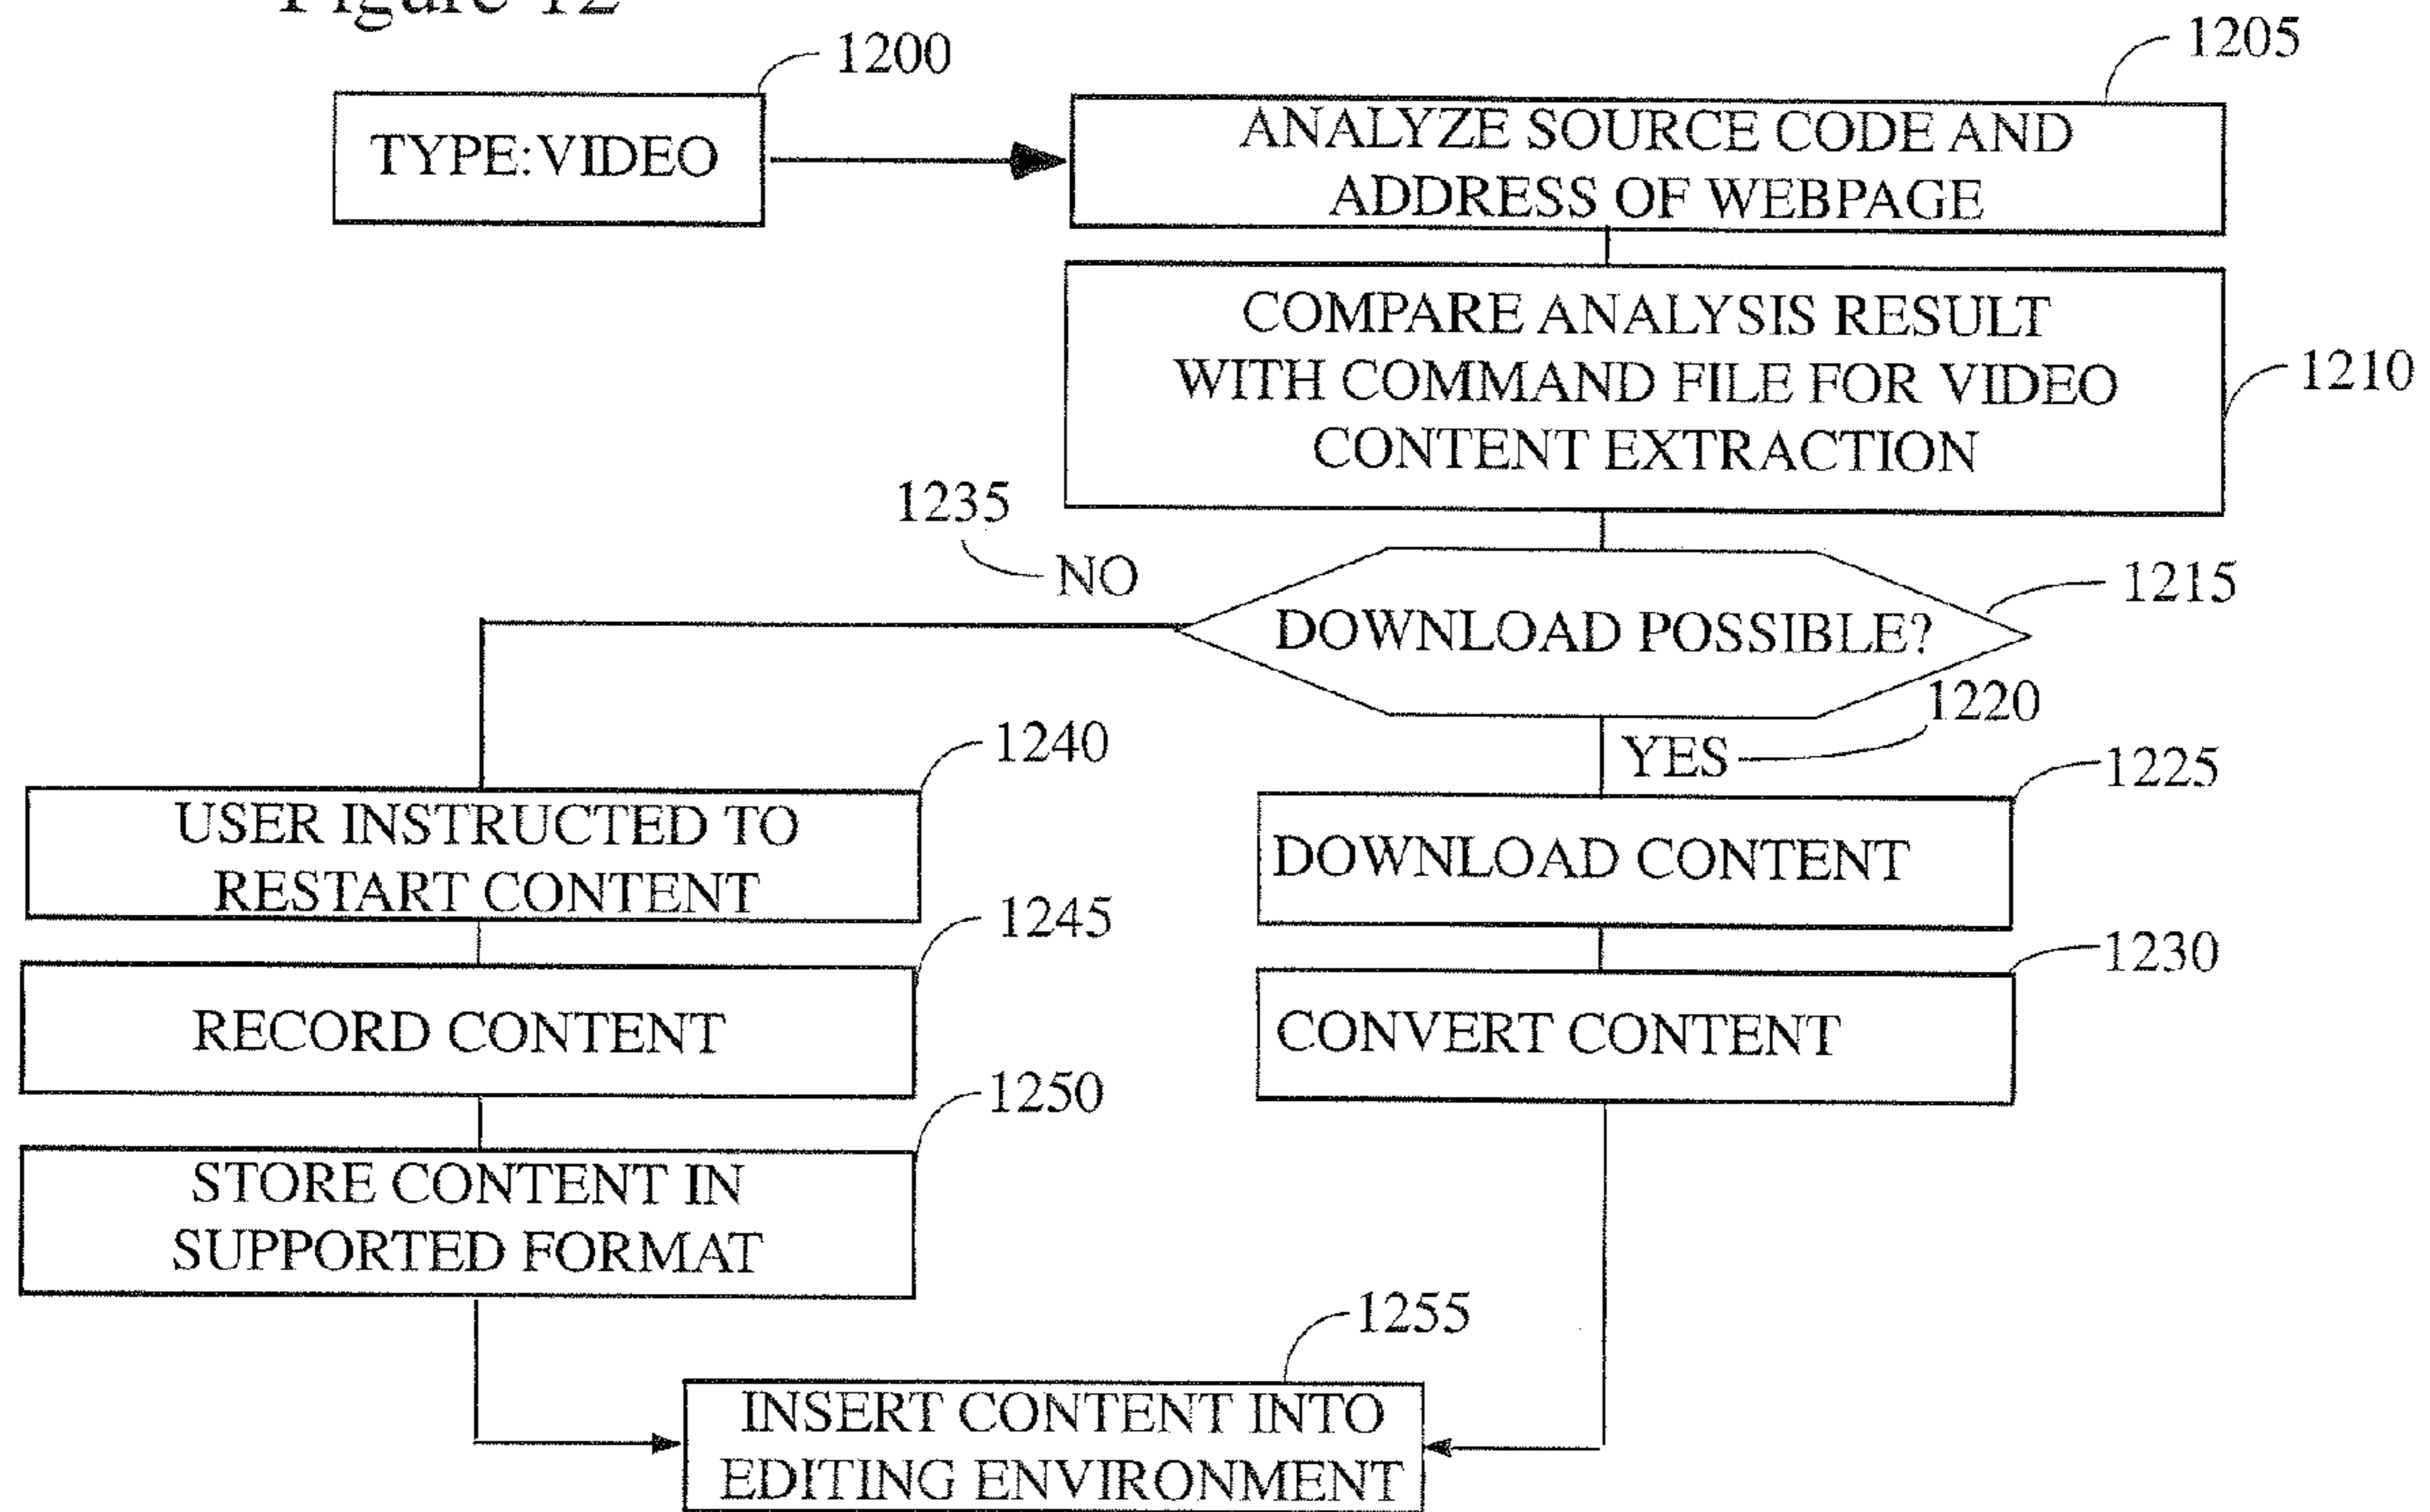 Figure 12
1200
1205
TYPE:VIDEO
ANALYZE SOURCE CODE AND
ADDRESS OF WEBPAGE
COMPARE ANALYSIS RESULT
WITH COMMAND FILE FOR VIDEO
CONTENT EXTRACTION
1210
1235
NO
DOWNLOAD POSSIBLE?
1215
1220
YES
1240
USER INSTRUCTED TO
RESTART CONTENT
1225
DOWNLOAD CONTENT
1245
RECORD CONTENT
1230
CONVERT CONTENT
1250
STORE CONTENT IN
SUPPORTED FORMAT
1255
INSERT CONTENT INTO
EDITING ENVIRONMENT